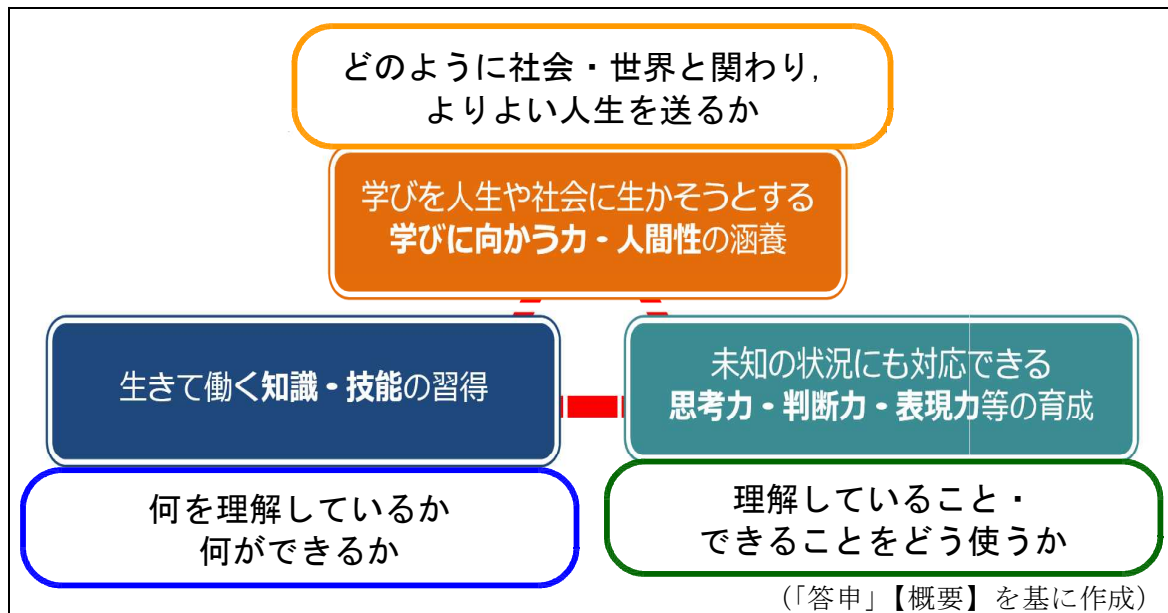 どのように社会・世界と関わり，
よりよい人生を送るか
学びを人生や社会に生かそうとする
学びに向かう力・人間性の涵養
生きて働く知識・技能の習得
未知の状況にも対応できる
思考力・判断力・表現力等の育成
何を理解しているか
何ができるか
理解していること・
できることをどう使うか
（「答申」【概要】を基に作成）